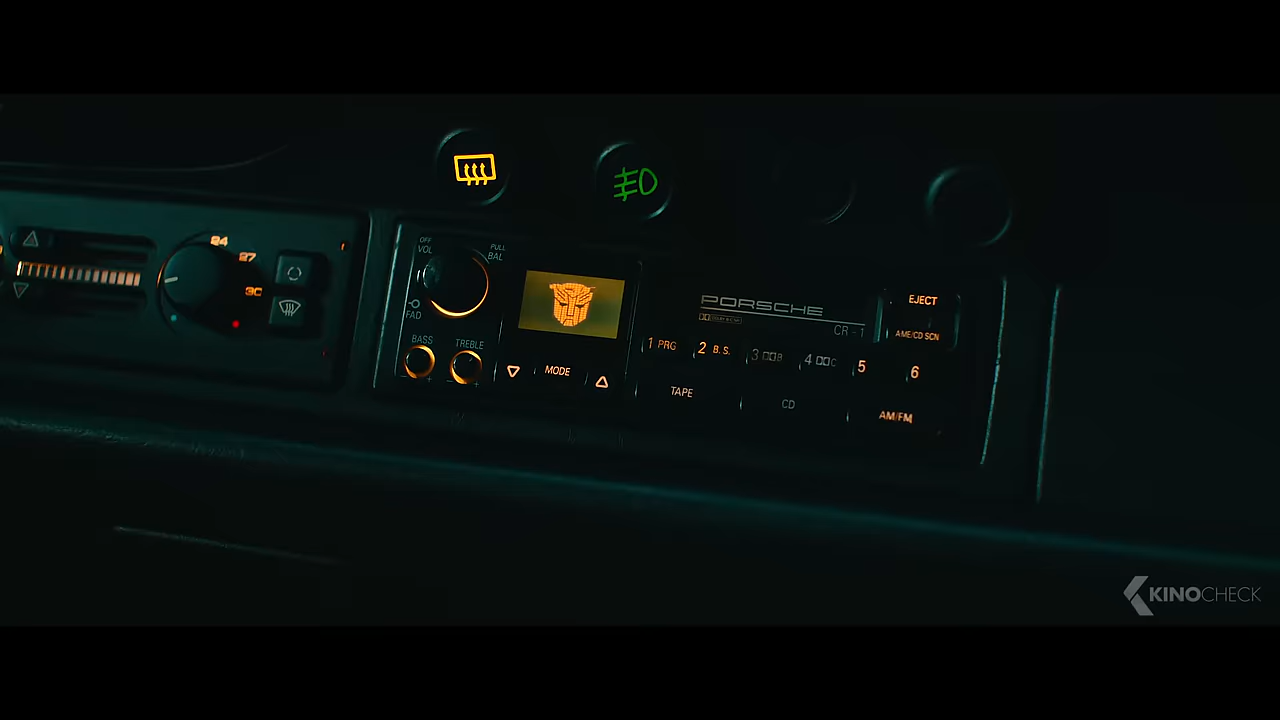 24
27
3C
OFF
VOL
PULL
BAL
FAD
BASS
TREBLE
MODE
PORSCHE
CR-1
EJECT
AME/CD SCN
1 PRG
2 B.S.
3 B
4 C
5
6
TAPE
CD
AM/FM
KINOCHECK